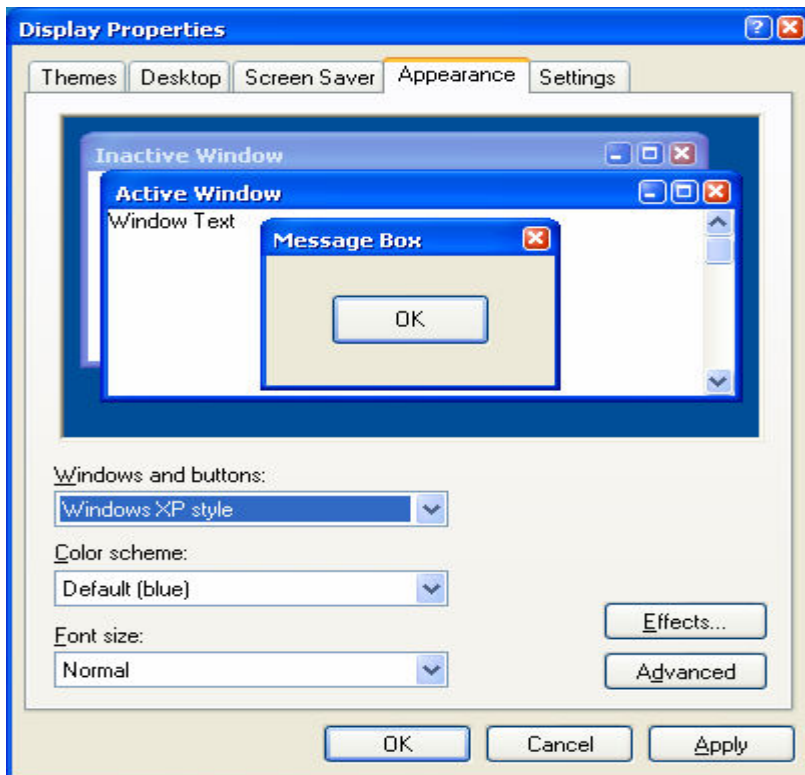 Display Properties
Themes Desktop Screen Saver Appearance Settings
Inactive Window
Active Window
Window Text
Message Box
OK
Windows and buttons:
Windows XP style
Color scheme:
Default (blue)
Effects...
Font size:
Normal
Advanced
OK Cancel Apply